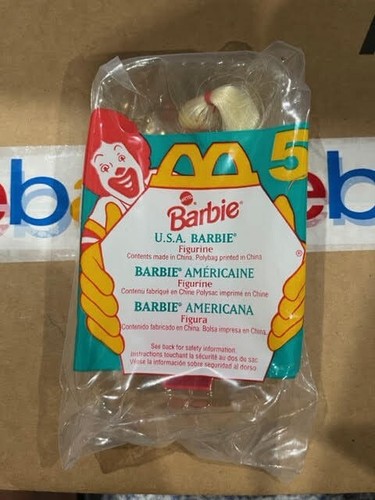 5
MATTEL
Barbie®
U.S.A. BARBIE®
Figurine
Contents made in China. Polybag printed in China
BARBIE® AMÉRICAINE
Figurine
Contenu fabriqué en Chine Polysac imprimé en Chine
BARBIE® AMERICANA
Figura
Contenido fabricado en China. Bolsa impresa en China
See back for safety information.
Instructions touchant la sécurité au dos du sac
Véase la información sobre seguridad al dorso
eb
eb